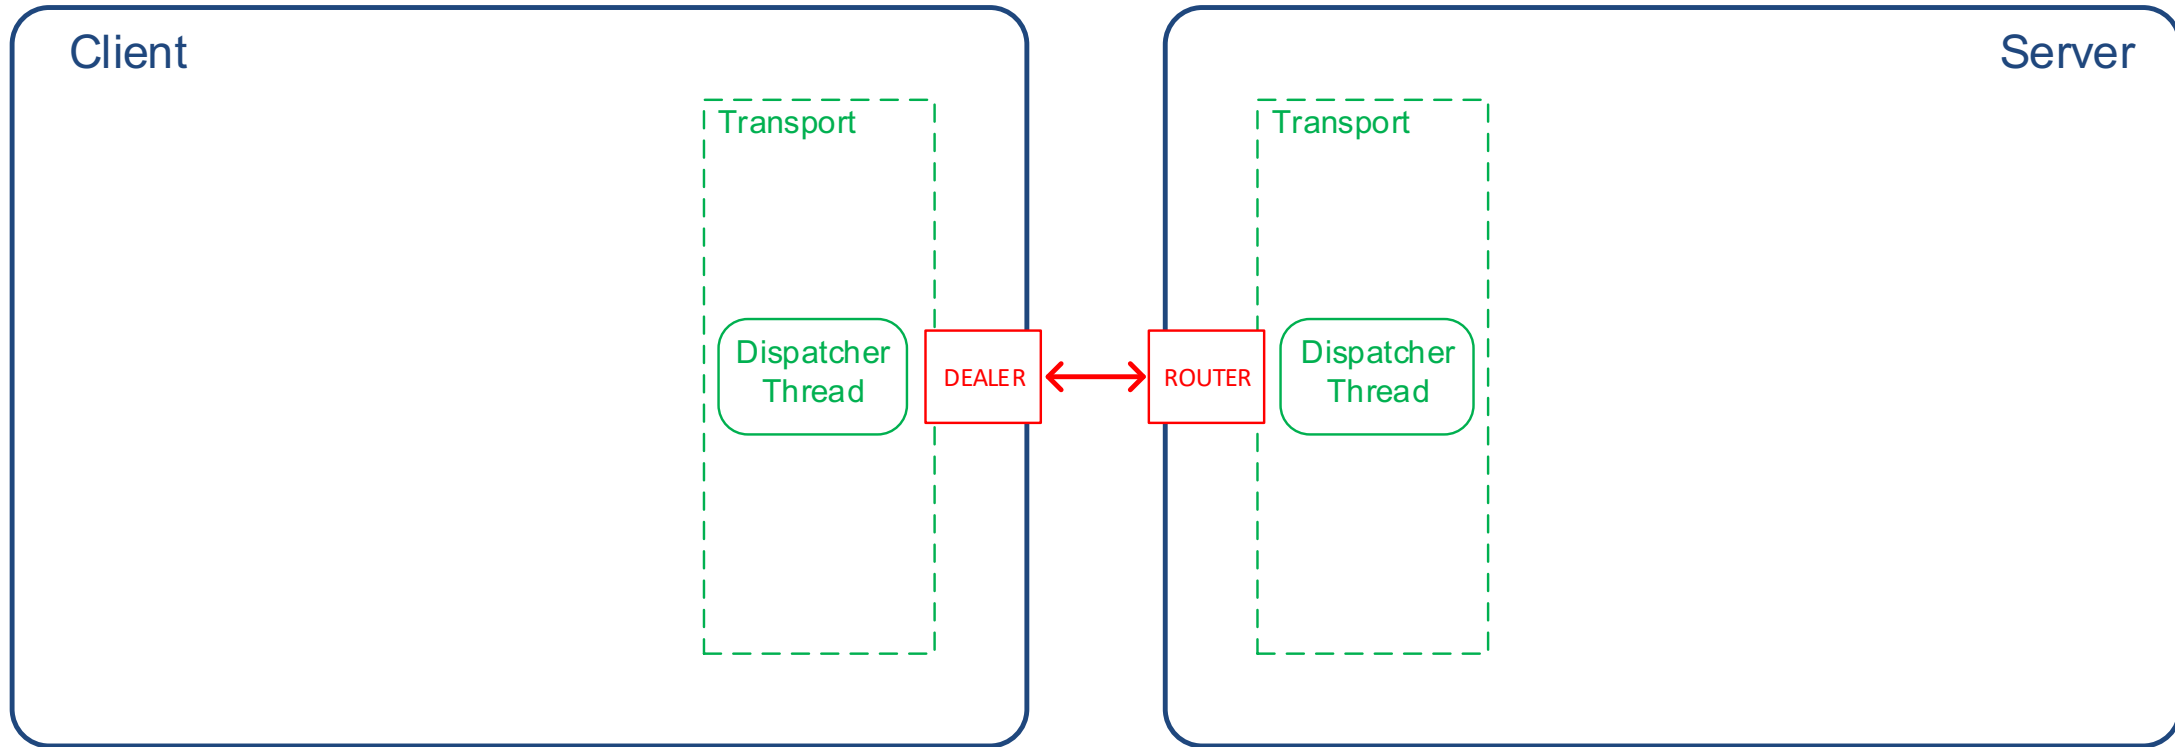 Client
Server
Transport
Transport
Dispatcher
Thread
DEALER
ROUTER
Dispatcher
Thread